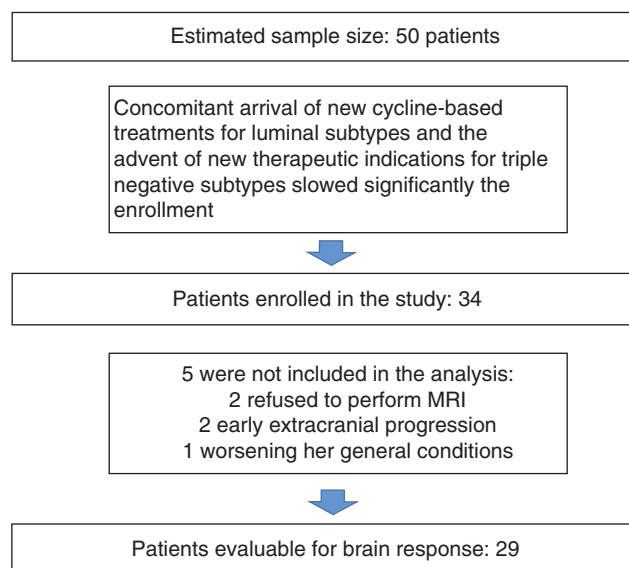 Estimated sample size: 50 patients
Concomitant arrival of new cycline-based
treatments for luminal subtypes and the
advent of new therapeutic indications for triple
negative subtypes slowed significantly the
enrollment
Patients enrolled in the study: 34
5 were not included in the analysis:
2 refused to perform MRI
2 early extracranial progression
1 worsening her general conditions
Patients evaluable for brain response: 29